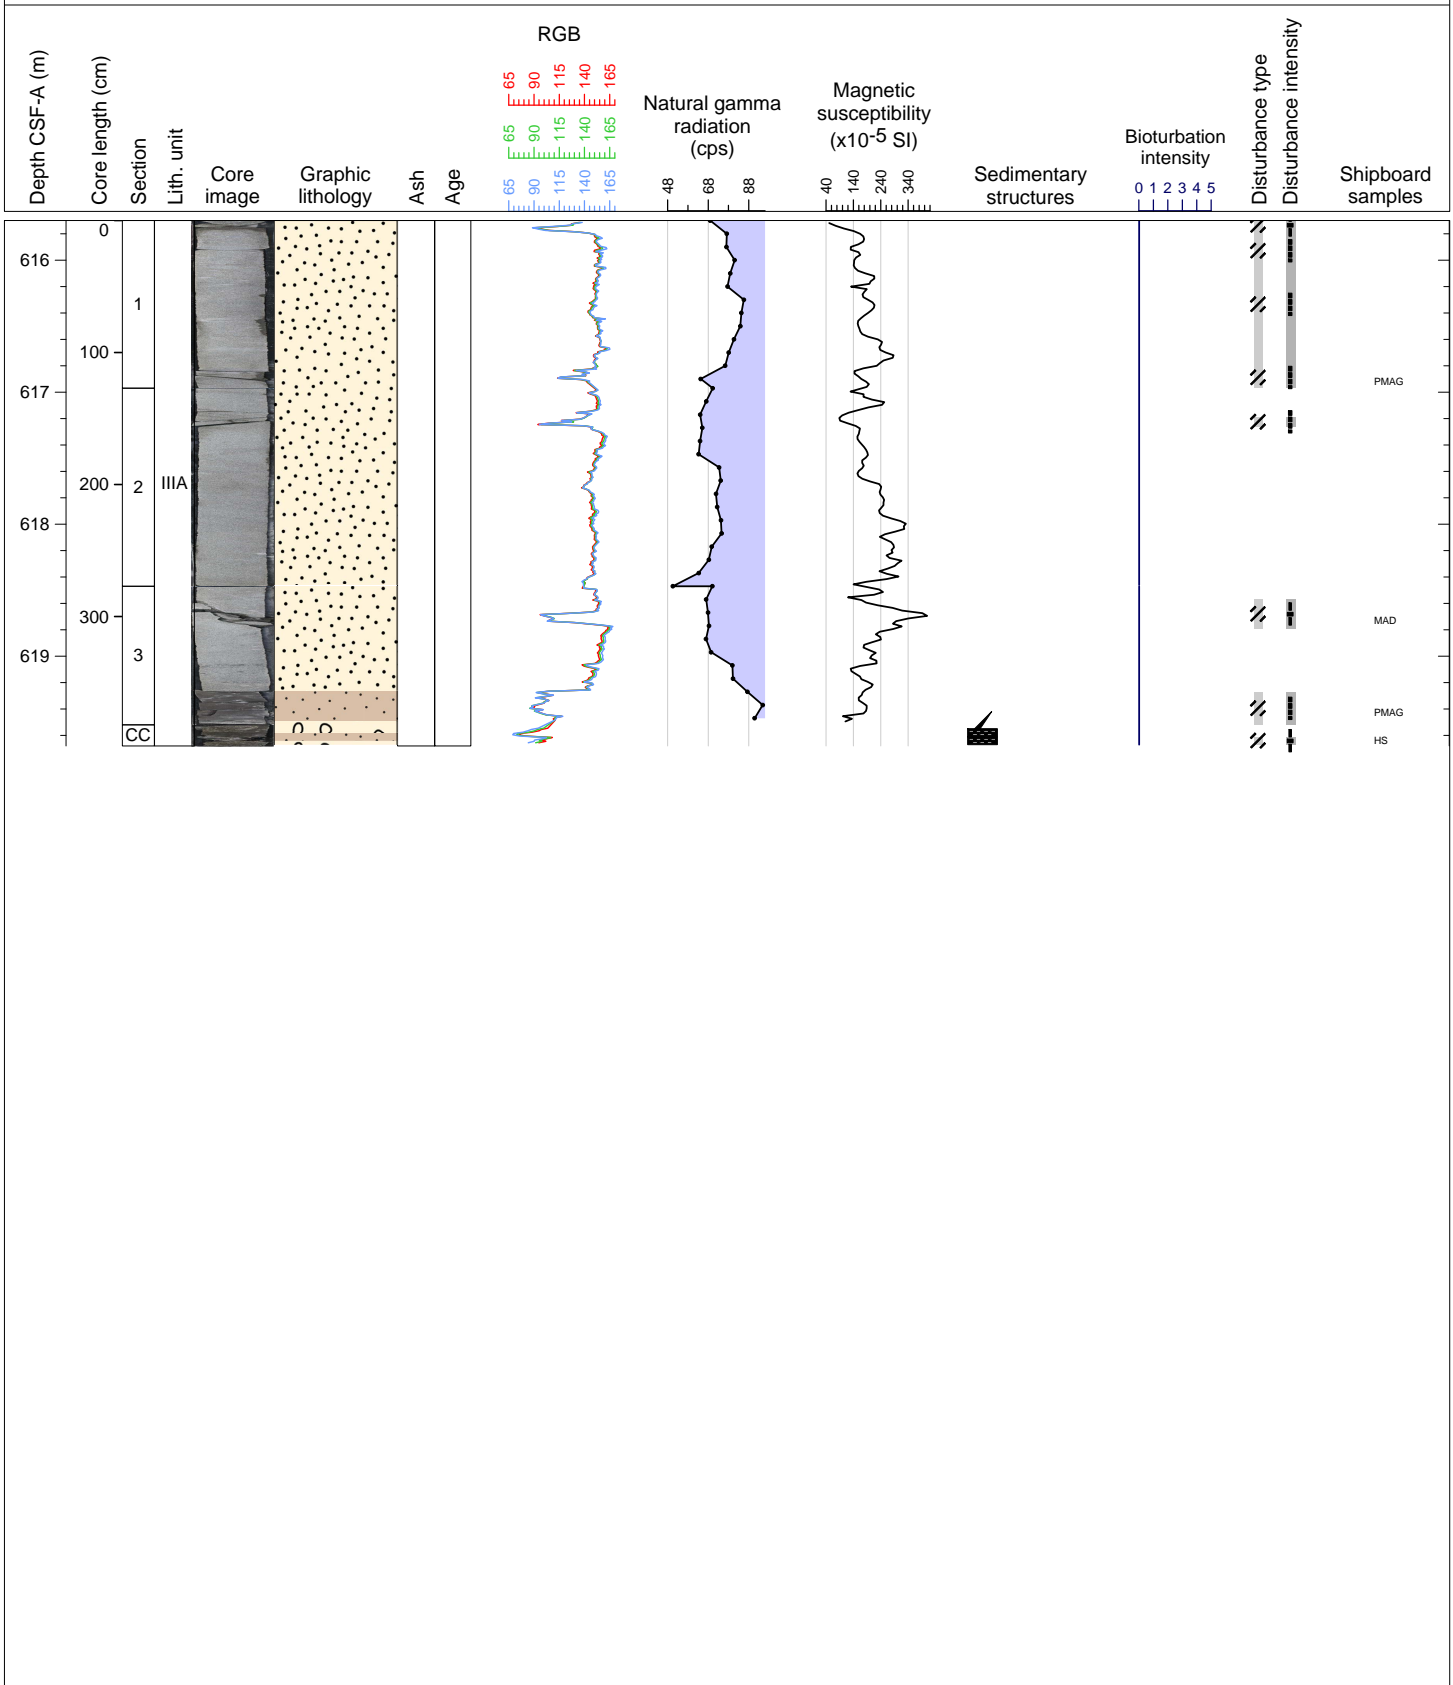 RGB
65 90 115 140 165
65 90 115 140 165
65 90 115 140 165
Depth CSF-A (m)
Core length (cm)
Section
Lith. unit
Core
image
Graphic
lithology
Ash
Age
Natural gamma
radiation
(cps)
48 68 88
Magnetic
susceptibility
(x10-5 SI)
40 140 240 340
Sedimentary
structures
Bioturbation
intensity
0 1 2 3 4 5
Disturbance type
Disturbance intensity
Shipboard
samples
0
616
1
100
617
PMAG
200
2
IIIA
618
300
MAD
619
3
PMAG
CC
HS